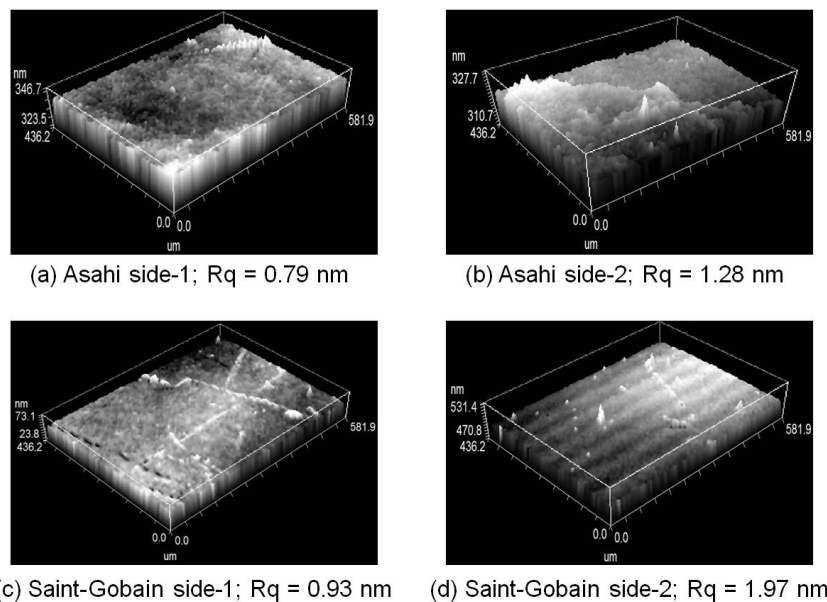 nm
346.7
323.5
436.2
581.9
0.0 0.0
um
(a) Asahi side-1; Rq = 0.79 nm
nm
327.7
310.7
436.2
581.9
0.0 0.0
um
(b) Asahi side-2; Rq = 1.28 nm
nm
73.1
23.8
436.2
581.9
0.0 0.0
um
(c) Saint-Gobain side-1; Rq = 0.93 nm
nm
531.4
470.8
436.2
581.9
0.0 0.0
um
(d) Saint-Gobain side-2; Rq = 1.97 nm